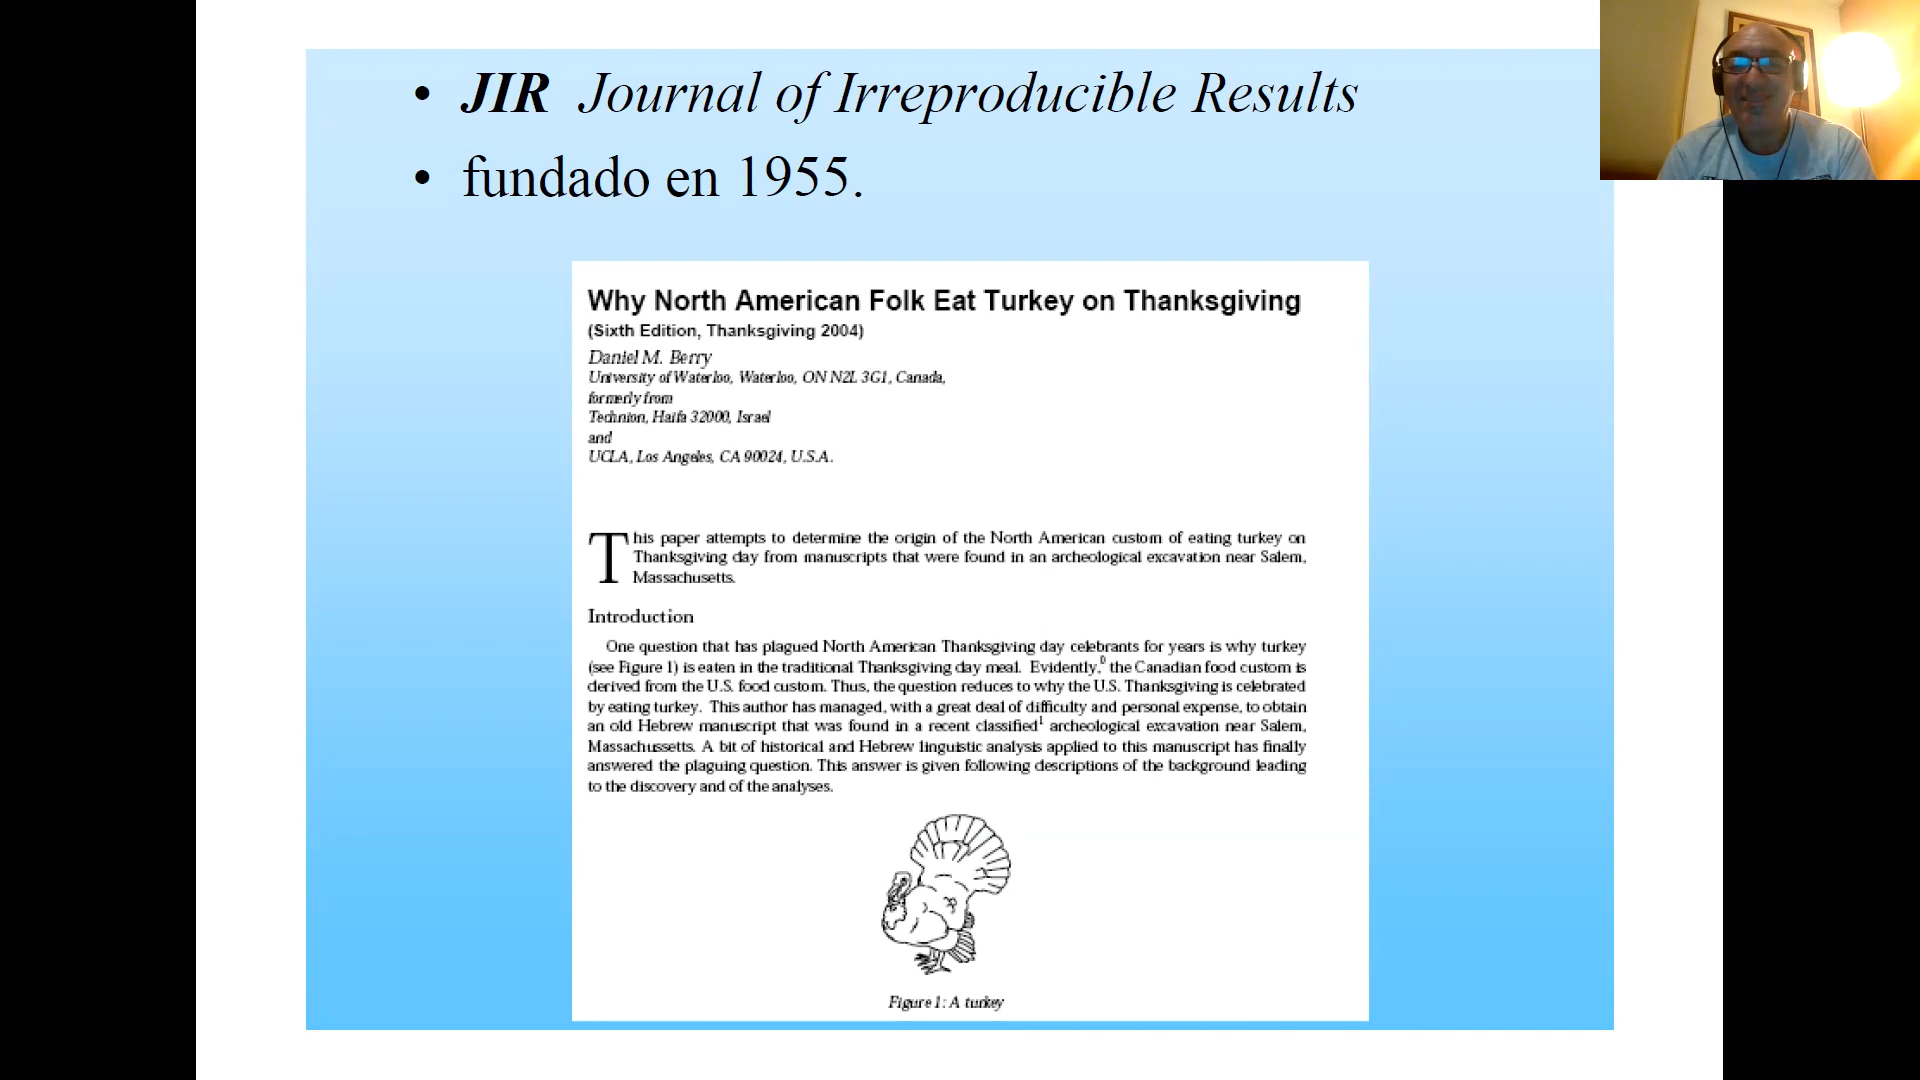 • JIR Journal of Irreproducible Results
• fundado en 1955.
Why North American Folk Eat Turkey on Thanksgiving
(Sixth Edition, Thanksgiving 2004)
Daniel M. Berry
University of Waterloo, Waterloo, ON N2L 3G1, Canada,
formerly from
Technion, Haifa 32000, Israel
and
UCLA, Los Angeles, CA 90024, U.S.A.
This paper attempts to determine the origin of the North American custom of eating turkey on
Thanksgiving day from manuscripts that were found in an archeological excavation near Salem,
Massachusetts.
Introduction
One question that has plagued North American Thanksgiving day celebrants for years is why turkey
(see Figure 1) is eaten in the traditional Thanksgiving day meal. Evidently,0 the Canadian food custom is
derived from the U.S. food custom. Thus, the question reduces to why the U.S. Thanksgiving is celebrated
by eating turkey. This author has managed, with a great deal of difficulty and personal expense, to obtain
an old Hebrew manuscript that was found in a recent classified1 archeological excavation near Salem,
Massachussetts. A bit of historical and Hebrew linguistic analysis applied to this manuscript has finally
answered the plaguing question. This answer is given following descriptions of the background leading
to the discovery and of the analyses.
Figure 1: A turkey